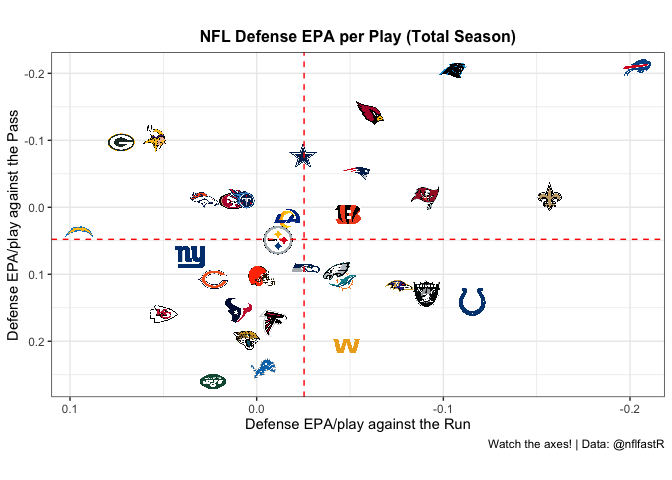 NFL Defense EPA per Play (Total Season)
Defense EPA/play against the Pass
-0.2
-0.1
0.0
0.1
0.2
ny
B
W
0.1
0.0
-0.1
-0.2
Defense EPA/play against the Run
Watch the axes! | Data: @nflfastR